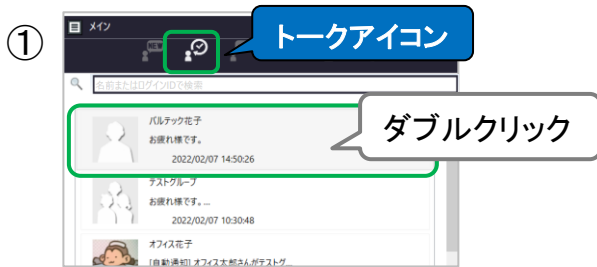 ①
メイン
トークアイコン
名前またはログインIDで検索
バルテック花子
お疲れ様です。
2022/02/07 14:50:26
ダブルクリック
テストグループ
お疲れ様です。...
2022/02/07 10:30:48
オフィス花子
[自動通知] オフィス太郎さんがテストグ...